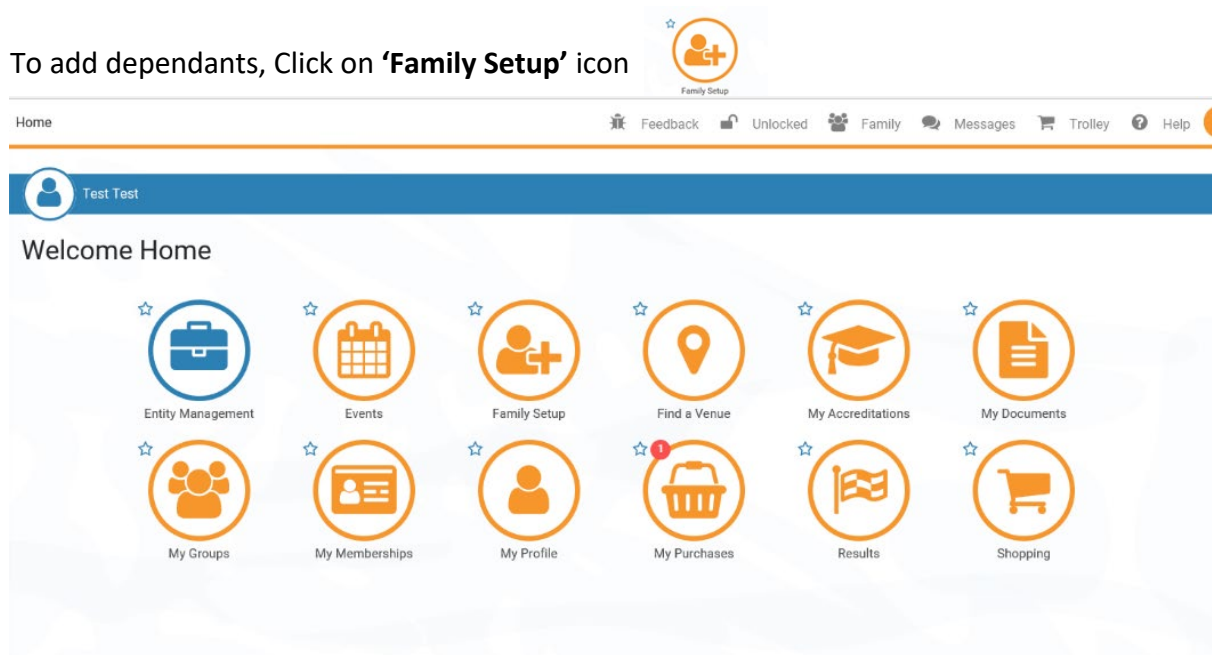 To add dependants, Click on ‘Family Setup’ icon
Family Setup
Home Feedback Unlocked Family Messages Trolley Help
Test Test
Welcome Home
Entity Management Events Family Setup Find a Venue My Accreditations My Documents
1
My Groups My Memberships My Profile My Purchases Results Shopping